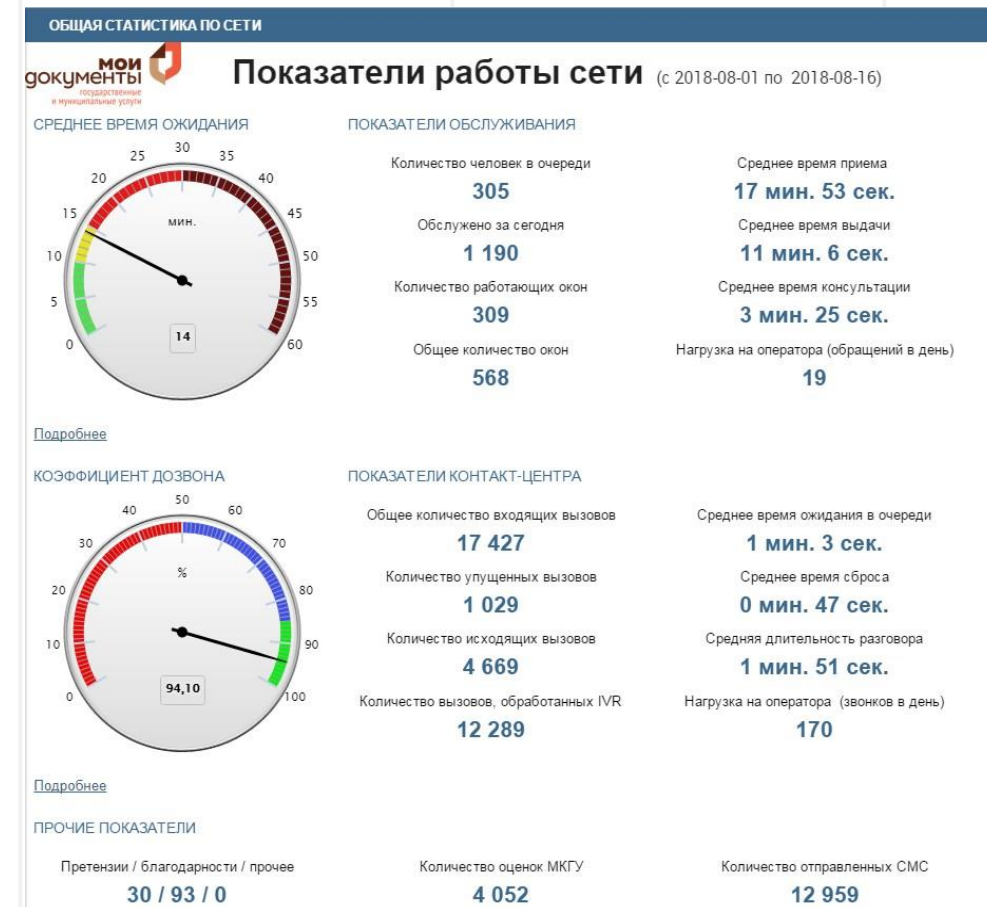 ОБЩАЯ СТАТИСТИКА ПО СЕТИ
мои
документы
государственные
и муниципальные услуги
Показатели работы сети (с 2018-08-01 по 2018-08-16)
СРЕДНЕЕ ВРЕМЯ ОЖИДАНИЯ
0
5
10
15
20
25
30
35
40
45
50
55
60
мин.
14
Подробнее
ПОКАЗАТЕЛИ ОБСЛУЖИВАНИЯ
Количество человек в очереди
305
Обслужено за сегодня
1 190
Количество работающих окон
309
Общее количество окон
568
Среднее время приема
17 мин. 53 сек.
Среднее время выдачи
11 мин. 6 сек.
Среднее время консультации
3 мин. 25 сек.
Нагрузка на оператора (обращений в день)
19
КОЭФФИЦИЕНТ ДОЗВОНА
0
10
20
30
40
50
60
70
80
90
100
%
94,10
Подробнее
ПОКАЗАТЕЛИ КОНТАКТ-ЦЕНТРА
Общее количество входящих вызовов
17 427
Количество упущенных вызовов
1 029
Количество исходящих вызовов
4 669
Количество вызовов, обработанных IVR
12 289
Среднее время ожидания в очереди
1 мин. 3 сек.
Среднее время сброса
0 мин. 47 сек.
Средняя длительность разговора
1 мин. 51 сек.
Нагрузка на оператора (звонков в день)
170
ПРОЧИЕ ПОКАЗАТЕЛИ
Претензии / благодарности / прочее
30 / 93 / 0
Количество оценок МКГУ
4 052
Количество отправленных СМС
12 959